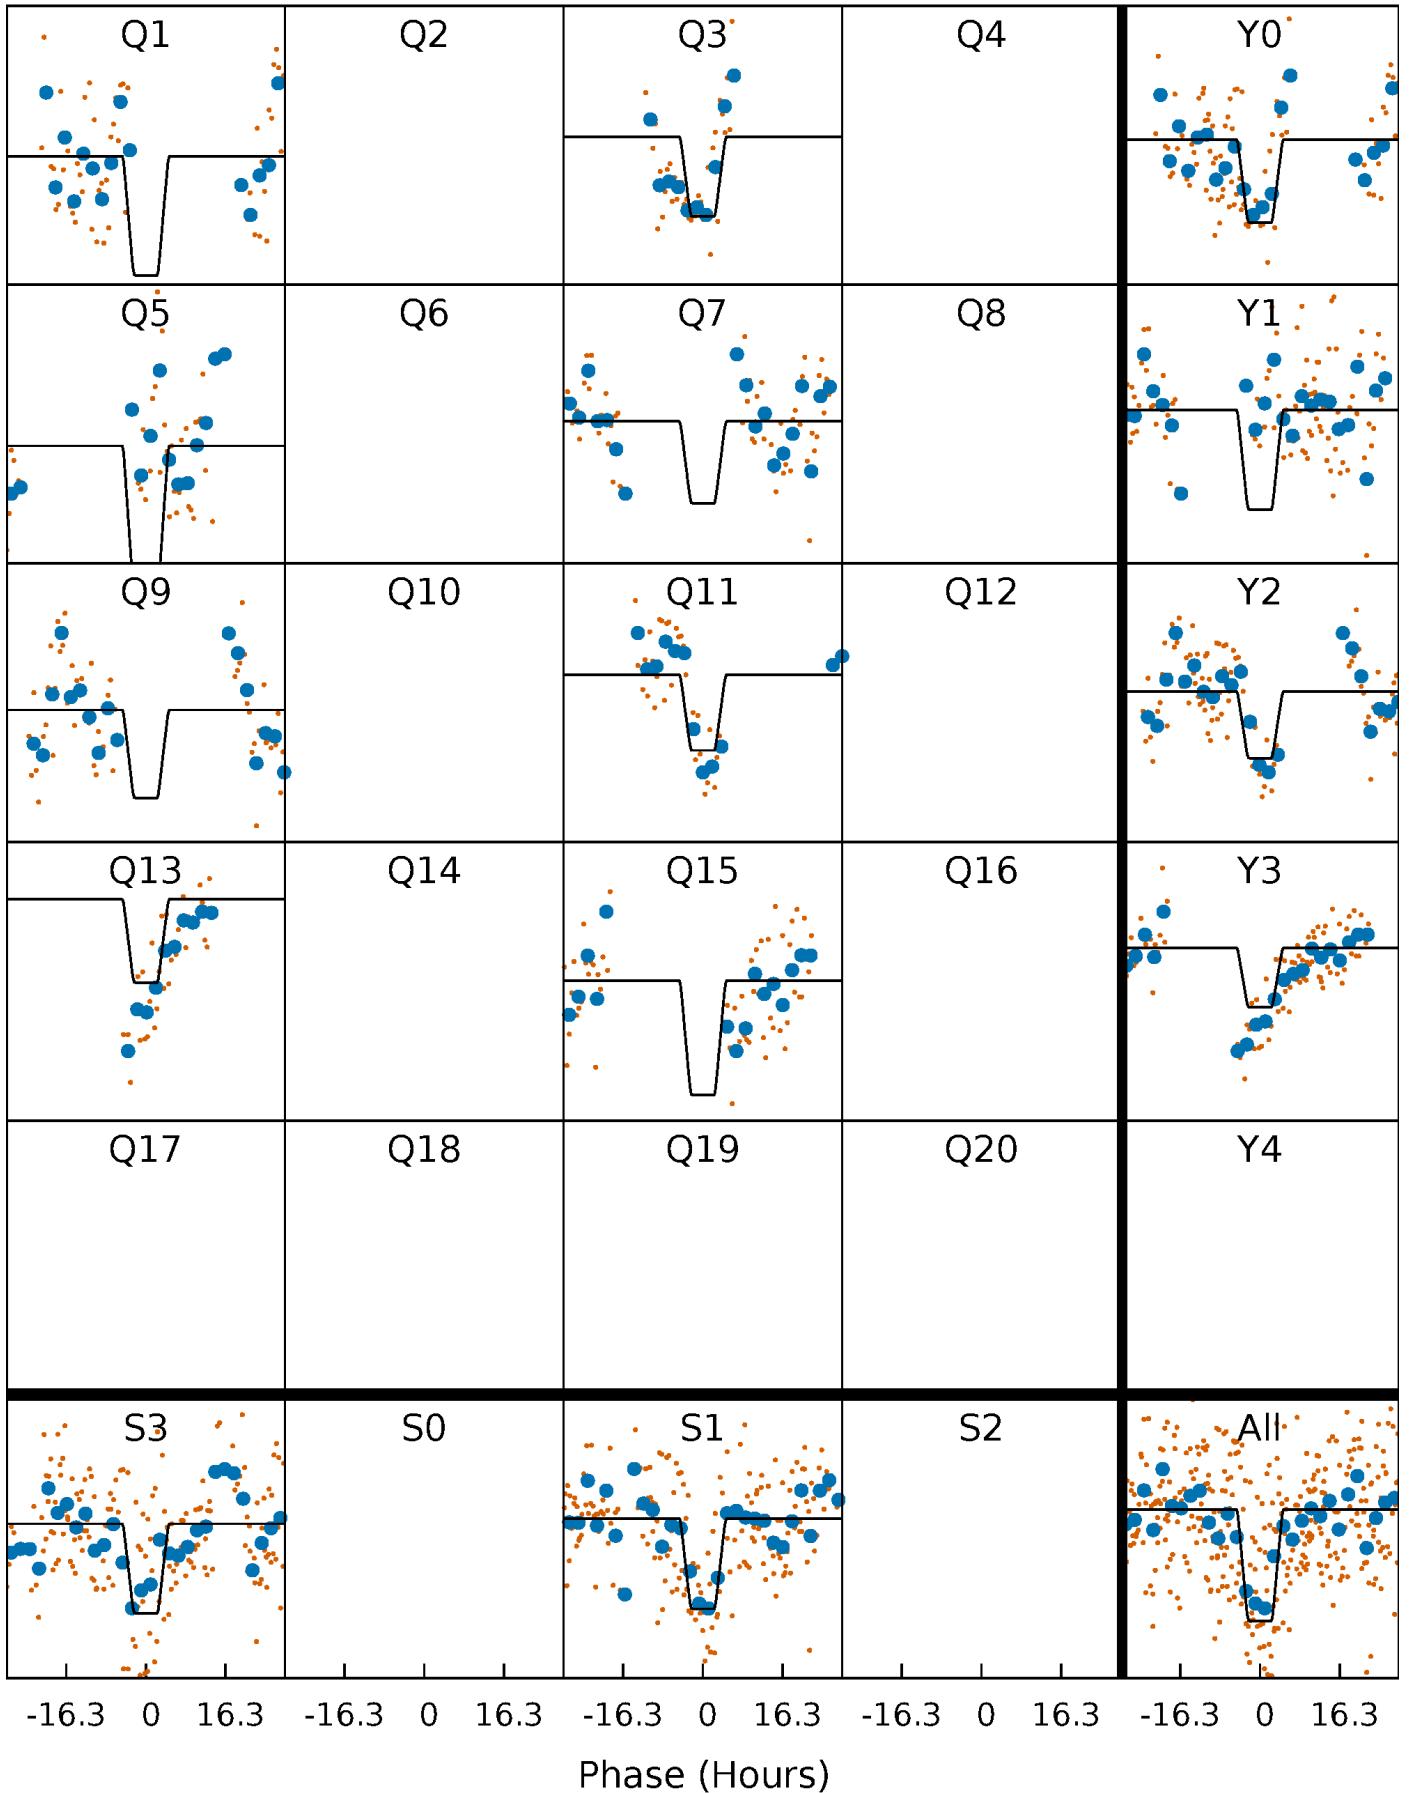 Q1 Q2 Q3 Q4 Y0
Q5 Q6 Q7 Q8 Y1
Q9 Q10 Q11 Q12 Y2
Q13 Q14 Q15 Q16 Y3
Q17 Q18 Q19 Q20 Y4
S3 S0 S1 S2 All
-16.3 0 16.3 -16.3 0 16.3 -16.3 0 16.3 -16.3 0 16.3 -16.3 0 16.3
Phase (Hours)